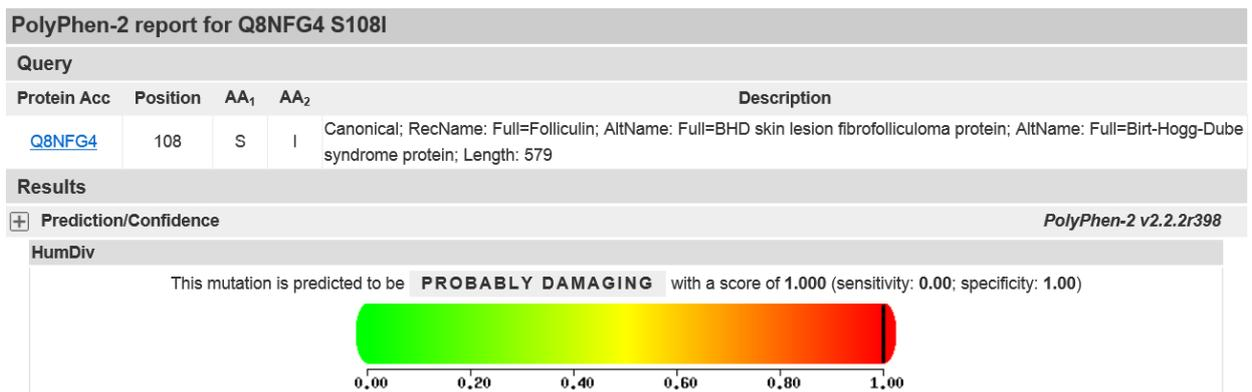 PolyPhen-2 report for Q8NFG4 S108I
Query
Protein Acc Position AA₁ AA₂ Description
Q8NFG4 108 S I Canonical; RecName: Full=Folliculin; AltName: Full=BHD skin lesion fibrofolliculoma protein; AltName: Full=Birt-Hogg-Dube
syndrome protein; Length: 579
Results
Prediction/Confidence PolyPhen-2 v2.2.2r398
HumDiv
This mutation is predicted to be PROBABLY DAMAGING with a score of 1.000 (sensitivity: 0.00; specificity: 1.00)
0.00 0.20 0.40 0.60 0.80 1.00